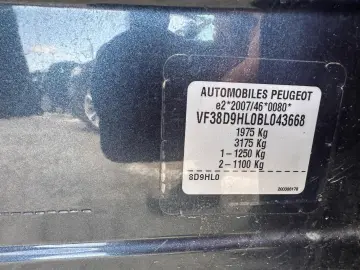 AUTOMOBILES PEUGEOT
e2*2007/46*0080*
VF38D9HL0BL043668
1975 Kg
3175 Kg
1-1250 Kg
2-1100 Kg
8D9HL0